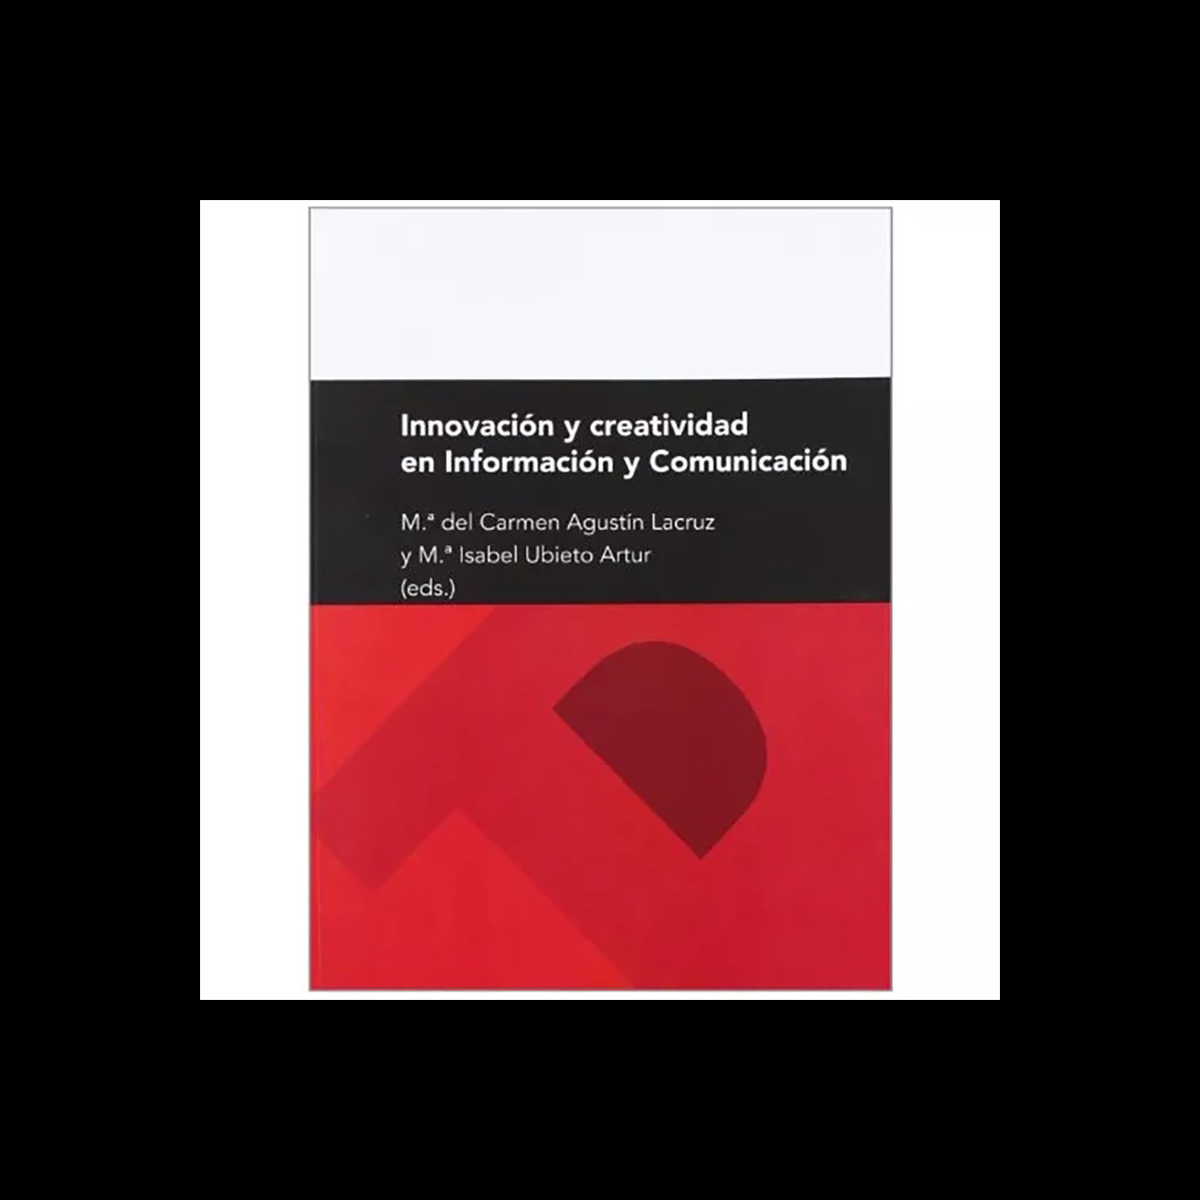 Innovación y creatividad
en Información y Comunicación
M.ª del Carmen Agustín Lacruz
y M.ª Isabel Ubieto Artur
(eds.)